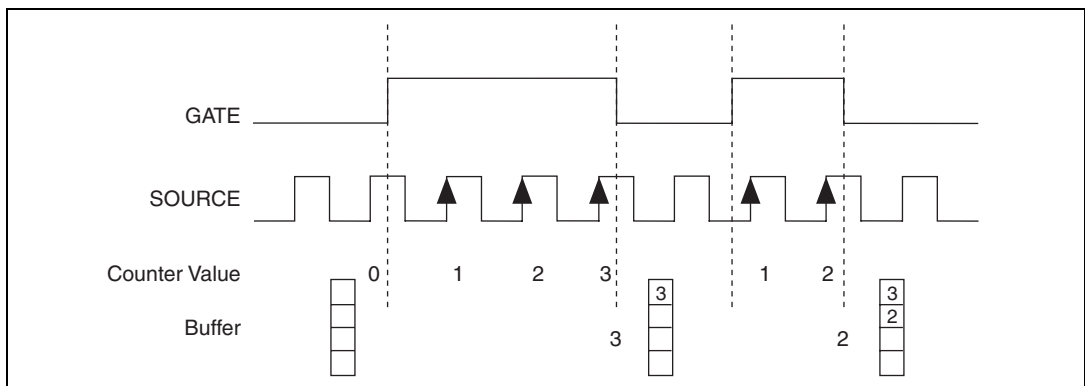 GATE
SOURCE
Counter Value 0 1 2 3 1 2
Buffer 3 3 2 3 2